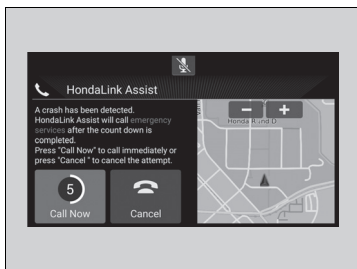 HondaLink Assist
A crash has been detected.
HondaLink Assist will call emergency
services after the count down is
completed.
Press "Call Now" to call immediately or
press "Cancel " to cancel the attempt.
5
Call Now
Cancel
− +
Honda R und D